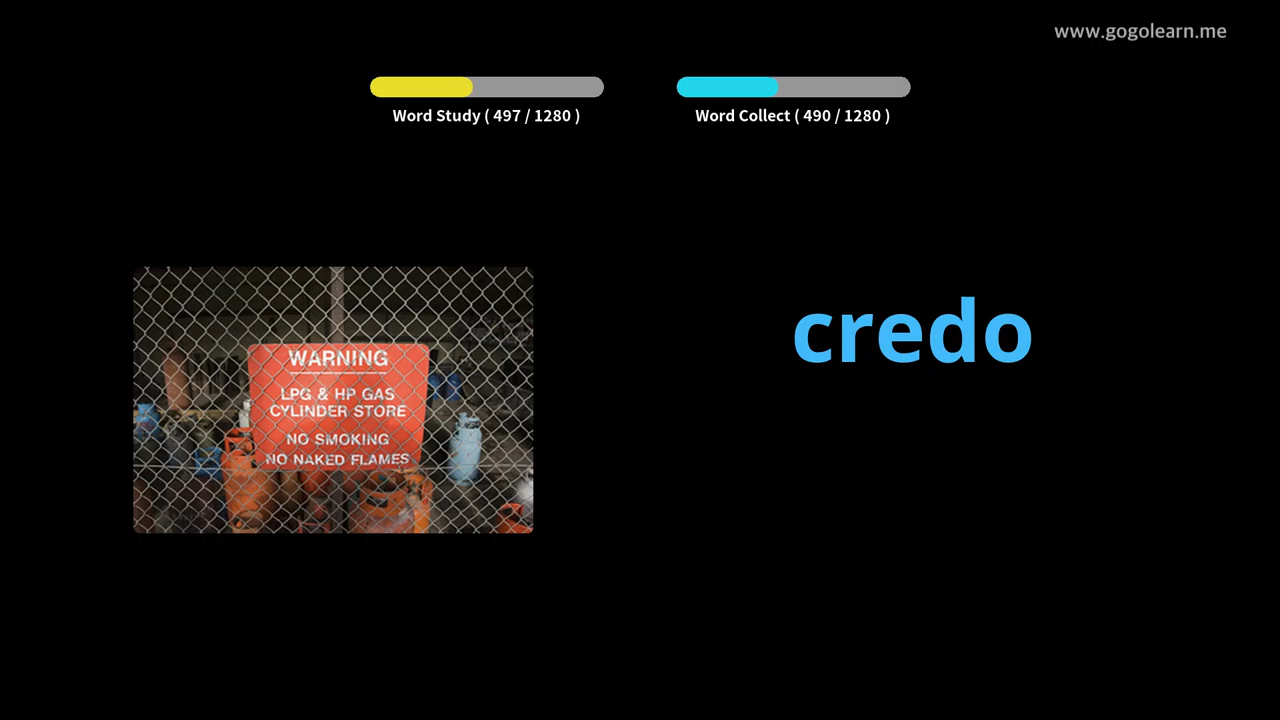 www.gogolearn.me
Word Study ( 497 / 1280 )
Word Collect ( 490 / 1280 )
WARNING
LPG & HP GAS
CYLINDER STORE
NO SMOKING
NO NAKED FLAMES
credo